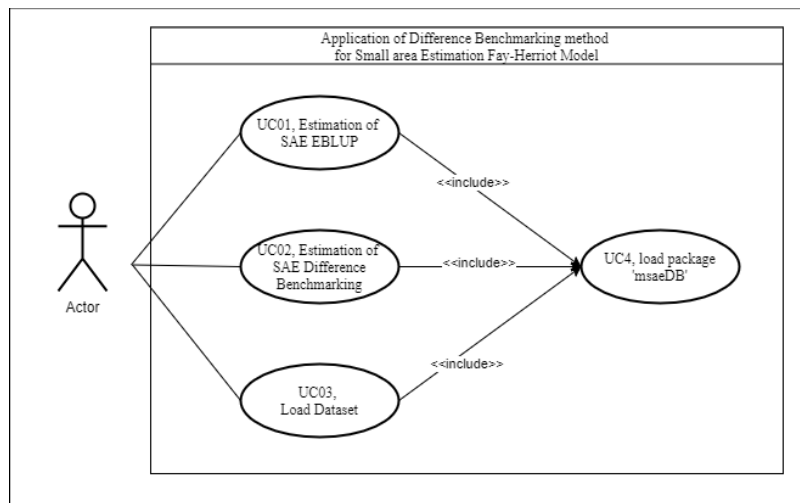 Application of Difference Benchmarking method
for Small area Estimation Fay-Herriot Model
UC01, Estimation of
SAE EBLUP
<<include>>
UC02, Estimation of
SAE Difference
Benchmarking
<<include>>
UC4, load package
'msaeDB'
Actor
<<include>>
UC03,
Load Dataset